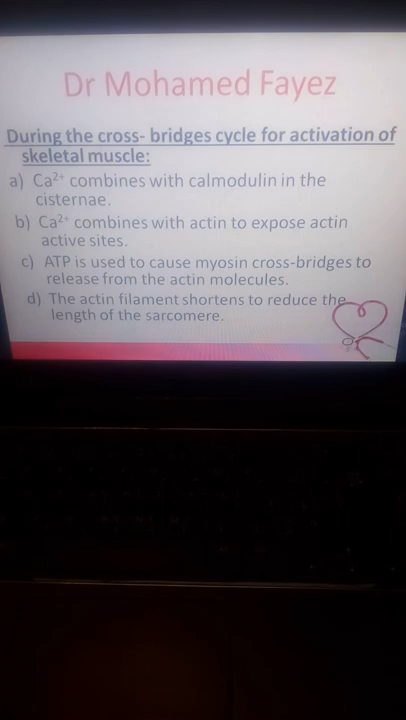 Dr Mohamed Fayez
During the cross- bridges cycle for activation of
skeletal muscle:
a) Ca²⁺ combines with calmodulin in the
cisternae.
b) Ca²⁺ combines with actin to expose actin
active sites.
c) ATP is used to cause myosin cross-bridges to
release from the actin molecules.
d) The actin filament shortens to reduce the
length of the sarcomere.